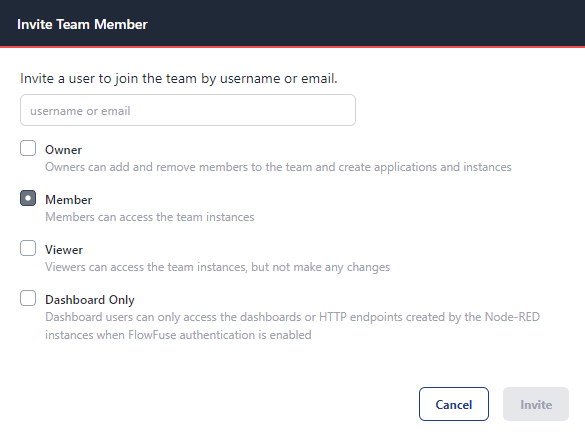 Invite Team Member
Invite a user to join the team by username or email.
username or email
Owner
Owners can add and remove members to the team and create applications and instances
Member
Members can access the team instances
Viewer
Viewers can access the team instances, but not make any changes
Dashboard Only
Dashboard users can only access the dashboards or HTTP endpoints created by the Node-RED
instances when FlowFuse authentication is enabled
Cancel
Invite